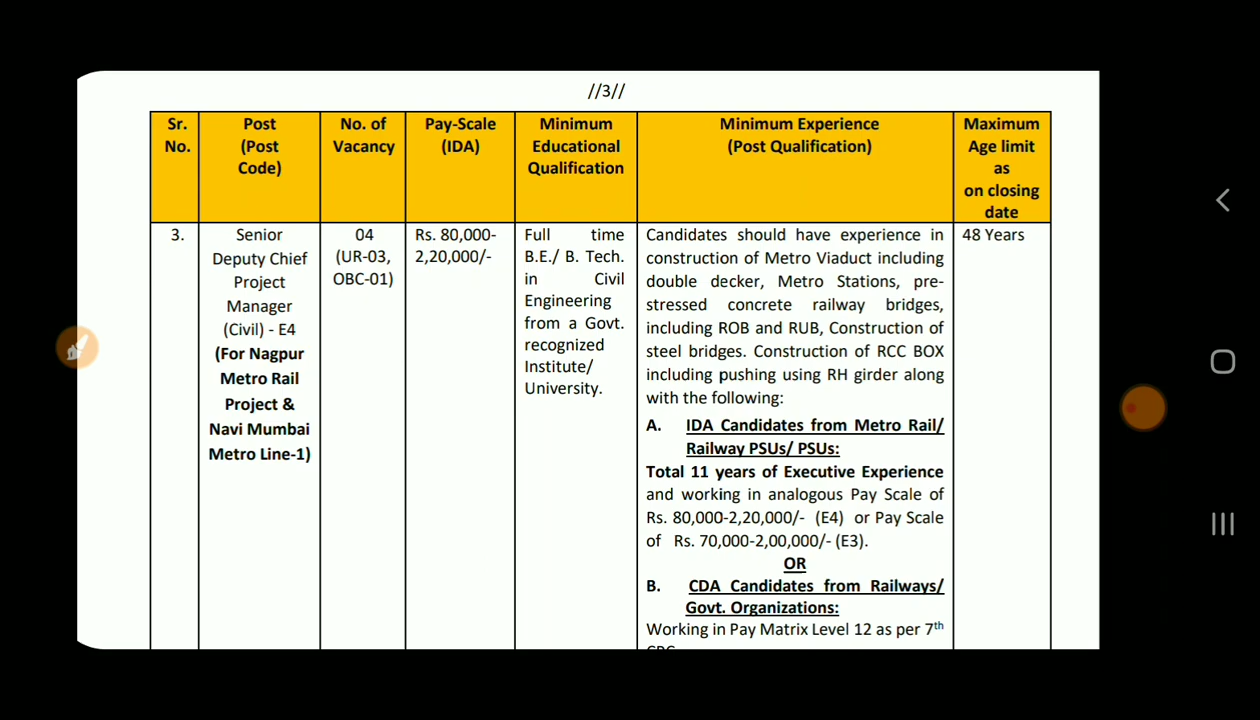 //3//
Sr.
No.
Post
(Post
Code)
No. of
Vacancy
Pay-Scale
(IDA)
Minimum
Educational
Qualification
Minimum Experience
(Post Qualification)
Maximum
Age limit
as
on closing
date
3.
Senior
Deputy Chief
Project
Manager
(Civil) - E4
(For Nagpur
Metro Rail
Project &
Navi Mumbai
Metro Line-1)
04
(UR-03,
OBC-01)
Rs. 80,000-
2,20,000/-
Full time
B.E./ B. Tech.
in Civil
Engineering
from a Govt.
recognized
Institute/
University.
Candidates should have experience in
construction of Metro Viaduct including
double decker, Metro Stations, pre-
stressed concrete railway bridges,
including ROB and RUB, Construction of
steel bridges. Construction of RCC BOX
including pushing using RH girder along
with the following:
A. IDA Candidates from Metro Rail/
Railway PSUs/ PSUs:
Total 11 years of Executive Experience
and working in analogous Pay Scale of
Rs. 80,000-2,20,000/- (E4) or Pay Scale
of Rs. 70,000-2,00,000/- (E3).
OR
B. CDA Candidates from Railways/
Govt. Organizations:
Working in Pay Matrix Level 12 as per 7th
48 Years